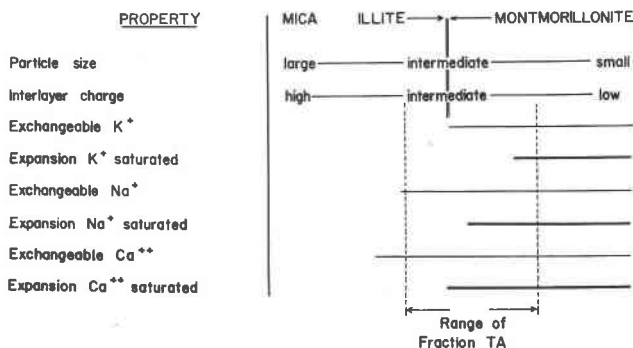 PROPERTY MICA ILLITE MONTMORILLONITE
Particle size large intermediate small
Interlayer charge high intermediate low
Exchangeable K+
Expansion K+ saturated
Exchangeable Na+
Expansion Na+ saturated
Exchangeable Ca++
Expansion Ca++ saturated
Range of
Fraction TA